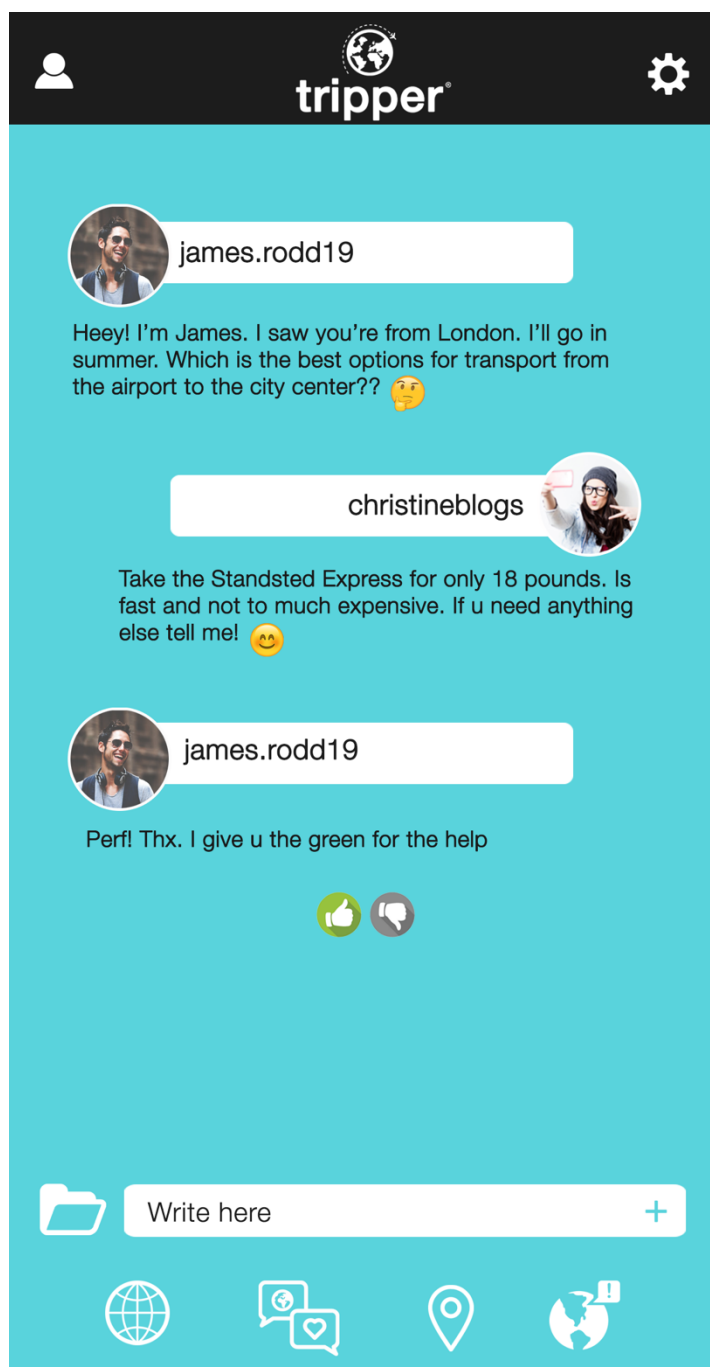 tripper®
james.rodd19
Heey! I'm James. I saw you're from London. I'll go in
summer. Which is the best options for transport from
the airport to the city center?? 🤔
christineblogs
Take the Standsted Express for only 18 pounds. Is
fast and not to much expensive. If u need anything
else tell me! 😊
james.rodd19
Perf! Thx. I give u the green for the help
Write here +
!